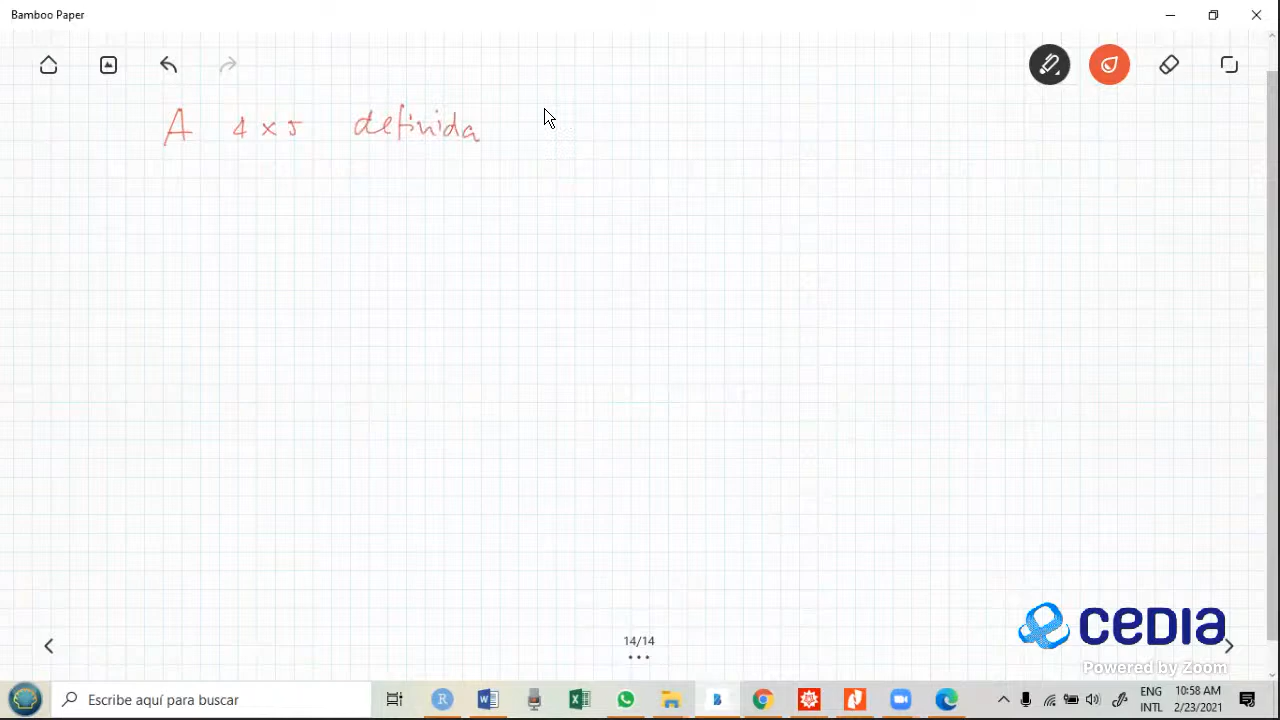 Bamboo Paper
A 4 x 5 definida
14/14
CEDIA
Powered by Zoom
Escribe aquí para buscar
ENG
INTL
10:58 AM
2/23/2021